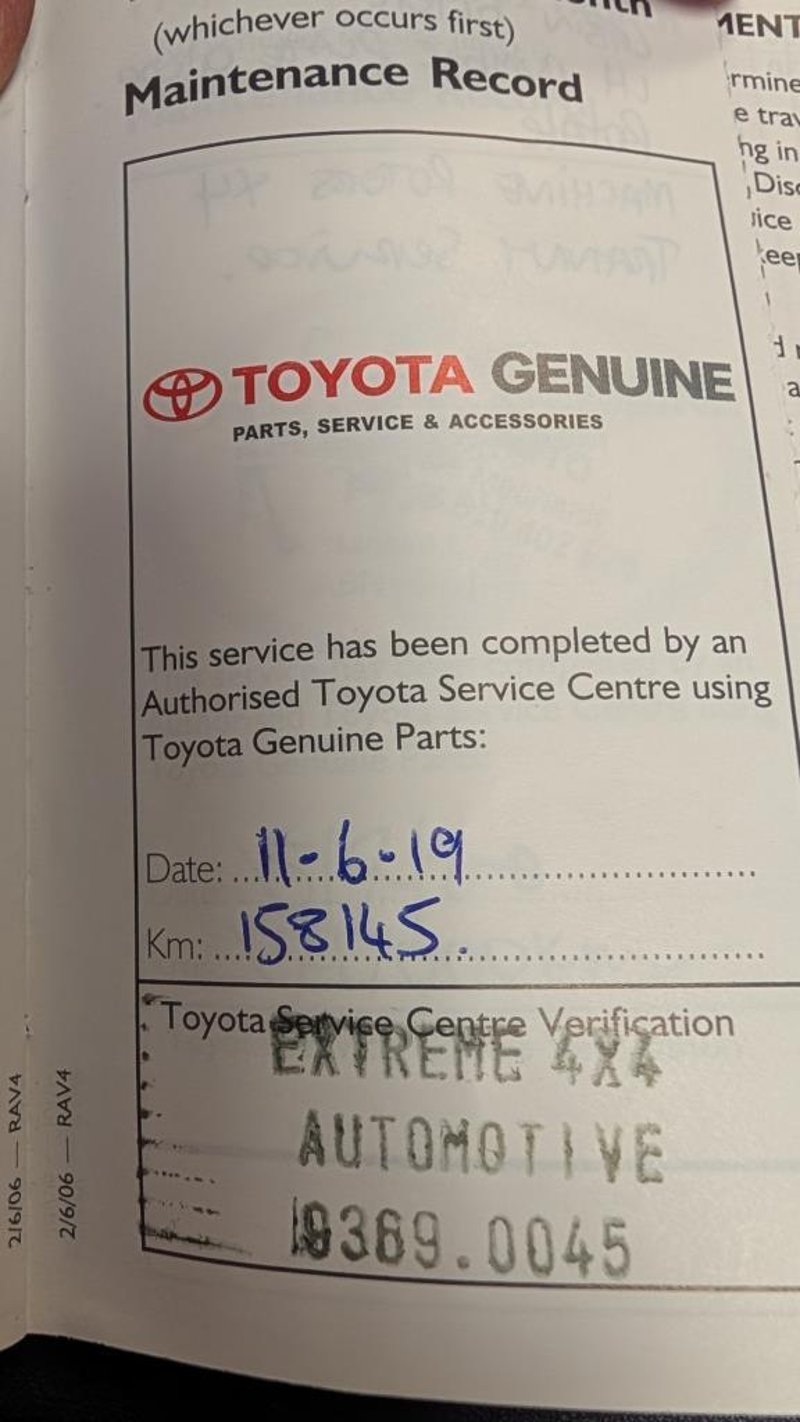 (whichever occurs first)
Maintenance Record
TOYOTA GENUINE
PARTS, SERVICE & ACCESSORIES
This service has been completed by an
Authorised Toyota Service Centre using
Toyota Genuine Parts:
Date: 11-6-19
Km: 158145.
Toyota Service Centre Verification
EXTREME 4X4
AUTOMOTIVE
9369.0045
2/6/06 — RAV4
2/6/06 — RAV4